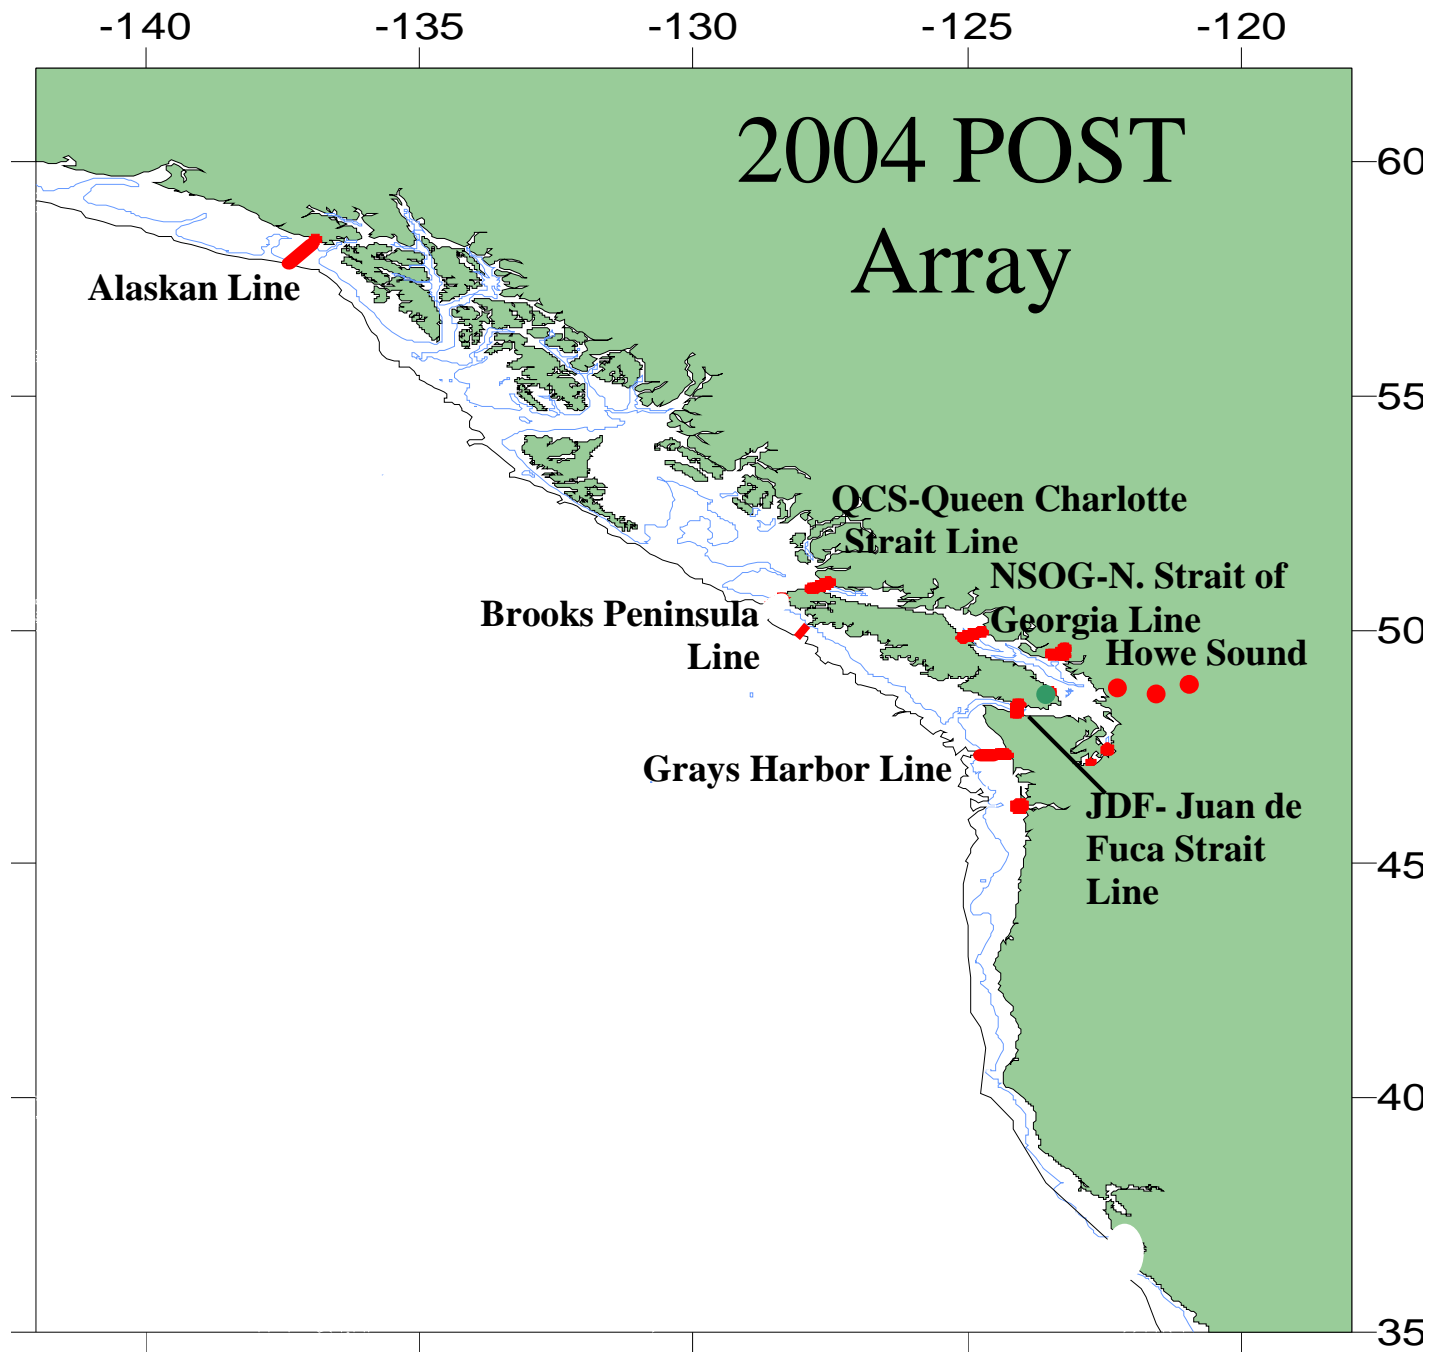 -140 -135 -130 -125 -120
2004 POST
Array
60
Alaskan Line
55
QCS-Queen Charlotte
Strait Line
NSOG-N. Strait of
Georgia Line
Brooks Peninsula
Line
50
Howe Sound
Grays Harbor Line
JDF- Juan de
Fuca Strait
Line
45
40
35